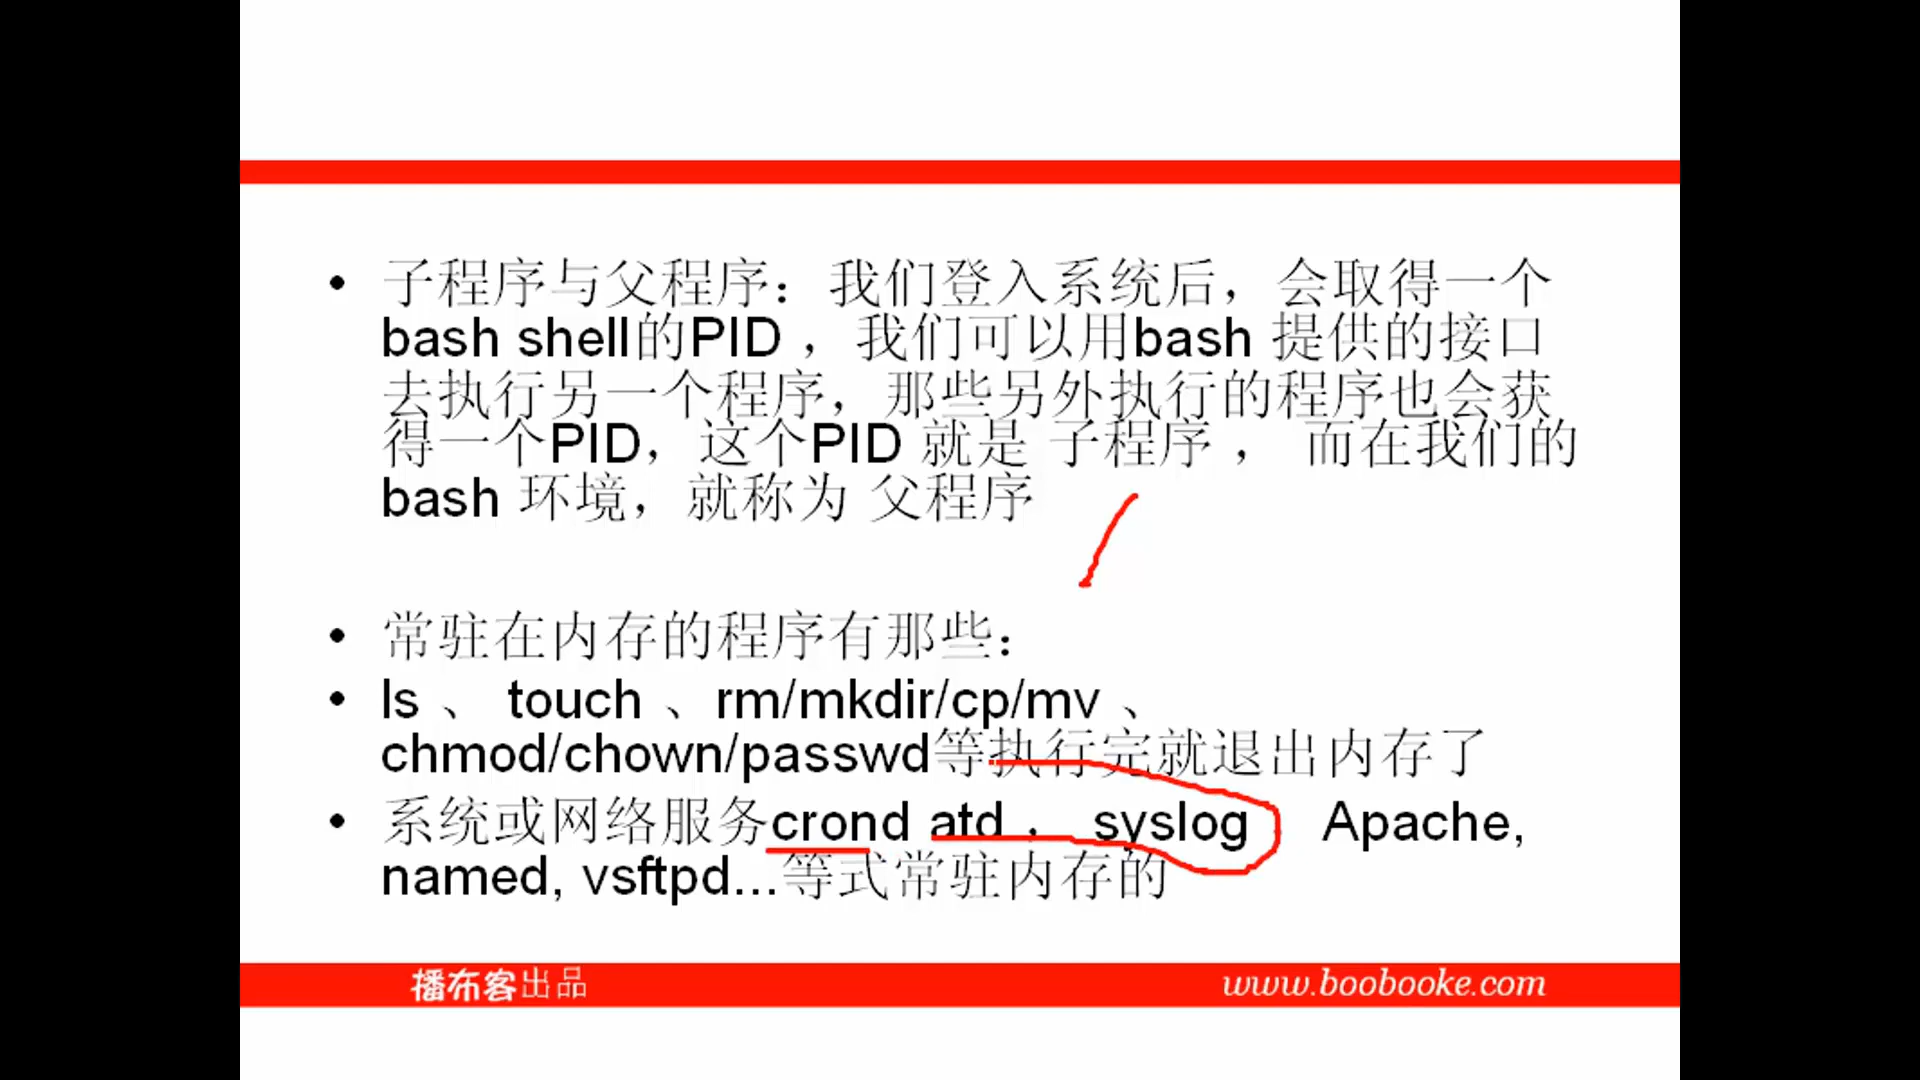 • 子程序与父程序：我们登入系统后，会取得一个
bash shell的PID ，我们可以用bash 提供的接口
去执行另一个程序，那些另外执行的程序也会获
得一个PID，这个PID 就是 子程序 ， 而在我们的
bash 环境，就称为 父程序
• 常驻在内存的程序有那些：
• ls 、 touch 、rm/mkdir/cp/mv 、
chmod/chown/passwd等执行完就退出内存了
• 系统或网络服务crond atd ， syslog Apache,
named, vsftpd...等式常驻内存的
播布客出品
www.boobooke.com